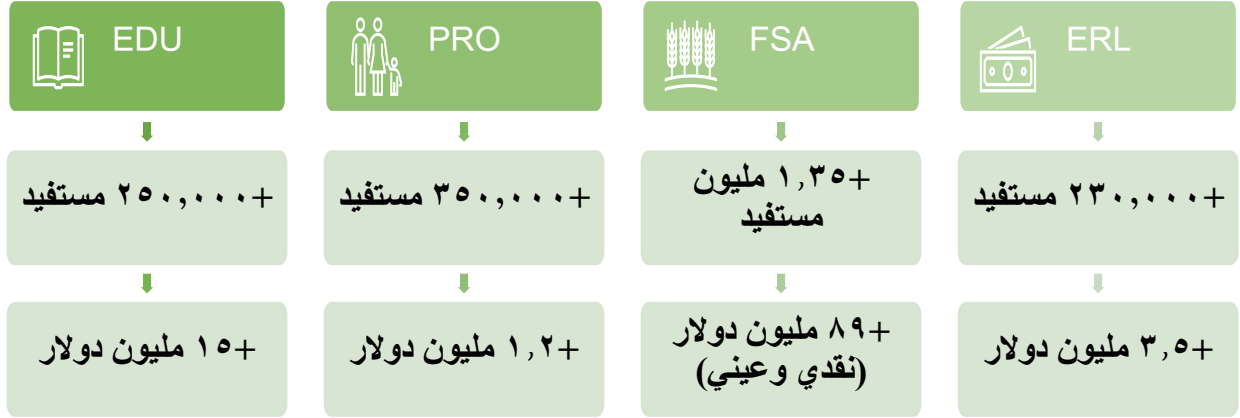 EDU
PRO
FSA
ERL
+٢٥٠,٠٠٠ مستفيد
+٣٥٠,٠٠٠ مستفيد
+١,٣٥ مليون
مستفيد
+٢٣٠,٠٠٠ مستفيد
+١٥ مليون دولار
+١,٢ مليون دولار
+٨٩ مليون دولار
(نقدي وعيني)
+٣,٥ مليون دولار